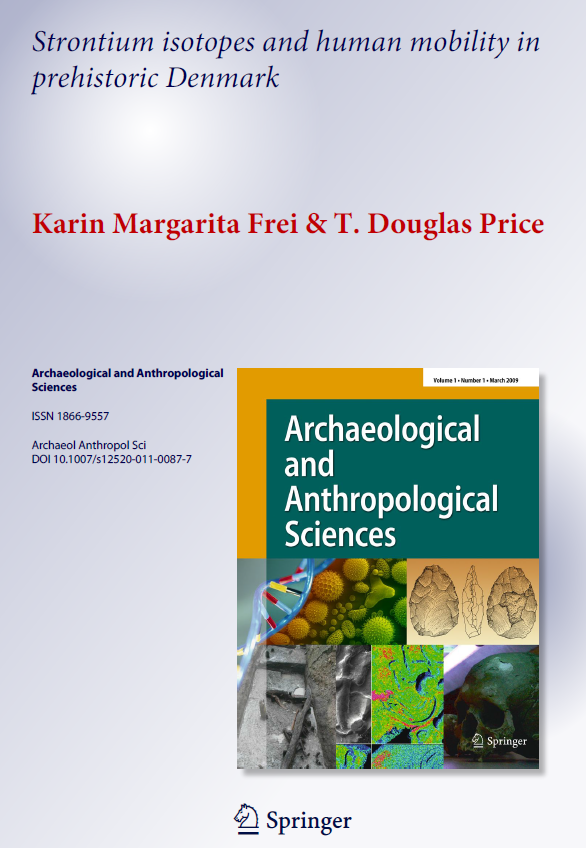 Strontium isotopes and human mobility in
prehistoric Denmark
Karin Margarita Frei & T. Douglas Price
Archaeological and Anthropological
Sciences
ISSN 1866-9557
Archaeol Anthropol Sci
DOI 10.1007/s12520-011-0087-7
Volume 1 • Number 1 • March 2009
Archaeological
and
Anthropological
Sciences
Springer
Springer